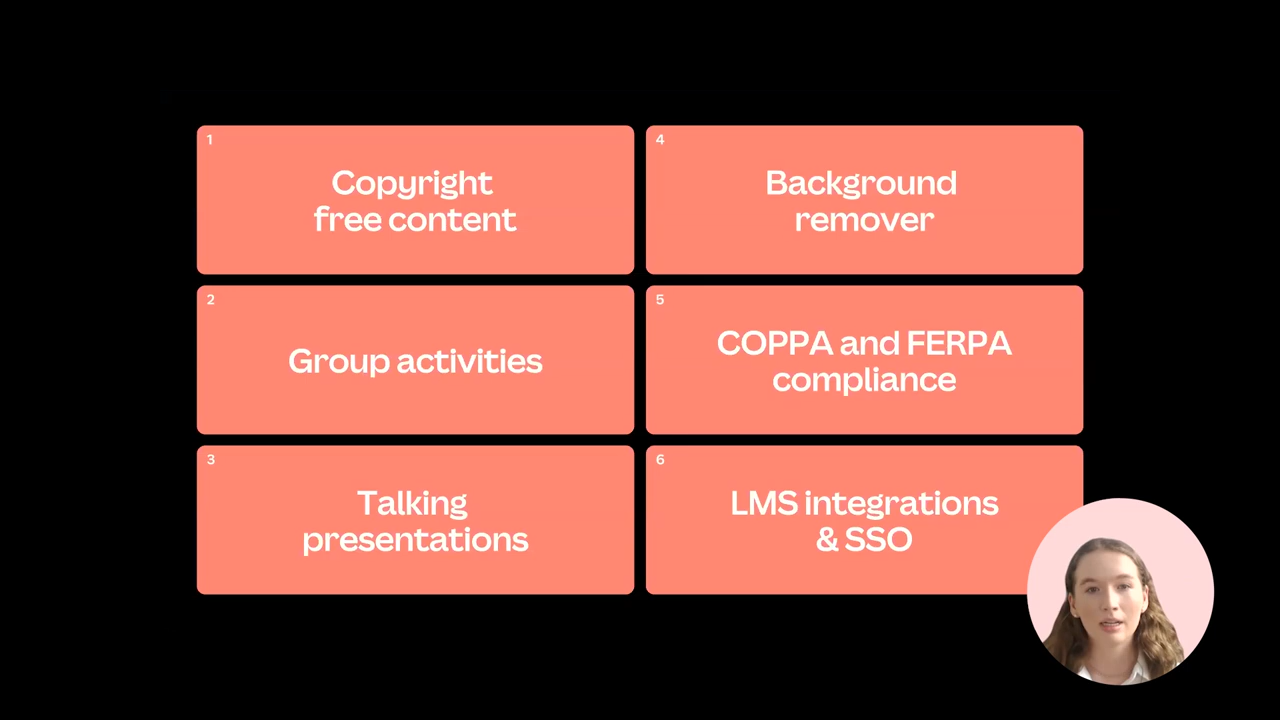 1
Copyright
free content
2
Group activities
3
Talking
presentations
4
Background
remover
5
COPPA and FERPA
compliance
6
LMS integrations
& SSO